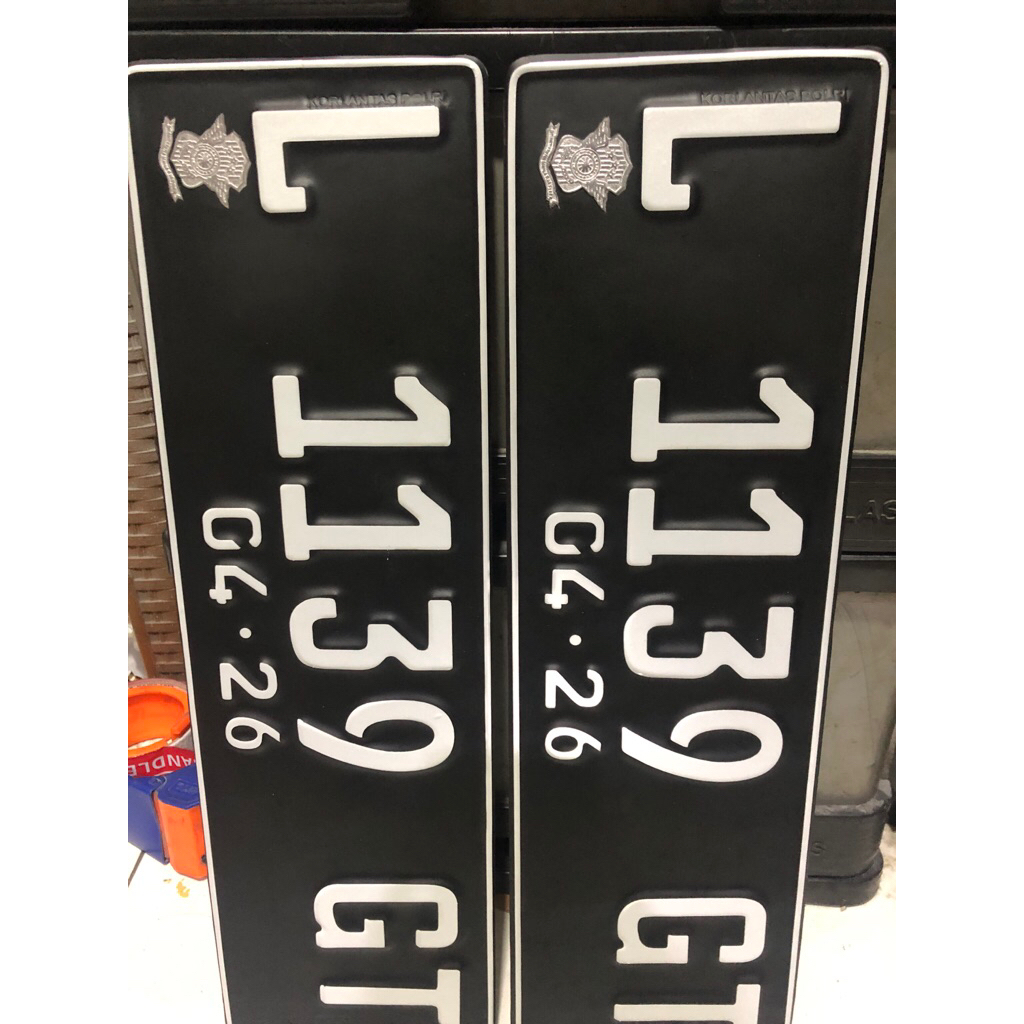 KORLANTAS POLRI
L 1139 GT
04·26
KORLANTAS POLRI
L 1139 GT
04·26